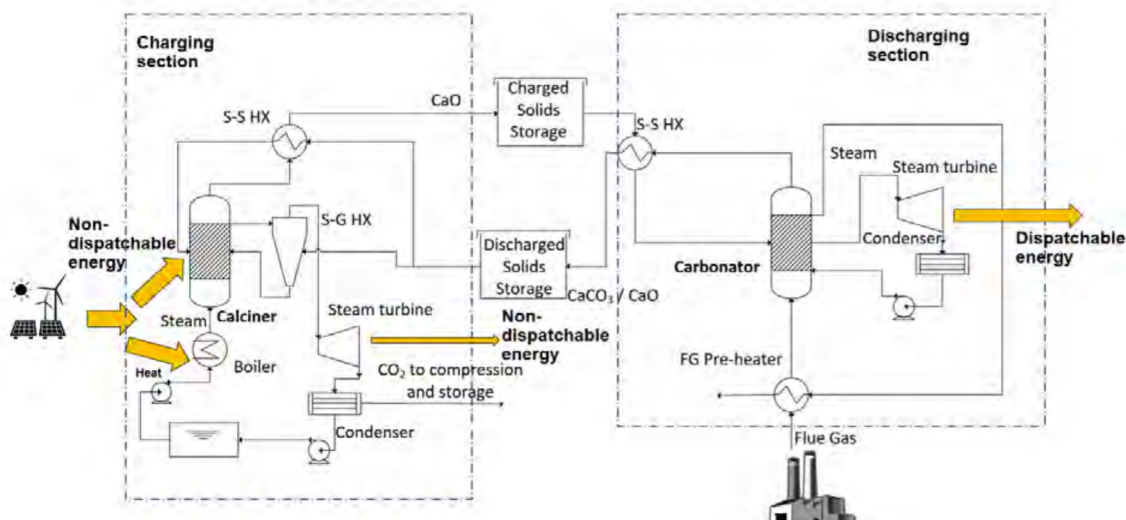 Charging
section
Discharging
section
CaO
Charged
Solids
Storage
S-S HX
S-S HX
Steam
Steam turbine
S-G HX
Non-
dispatchable
energy
Discharged
Solids
Storage
Condenser
Dispatchable
energy
Carbonator
CaCO₃ / CaO
Steam
Calciner
Steam turbine
Non-
dispatchable
energy
Boiler
Heat
CO₂ to compression
and storage
FG Pre-heater
Condenser
Flue Gas